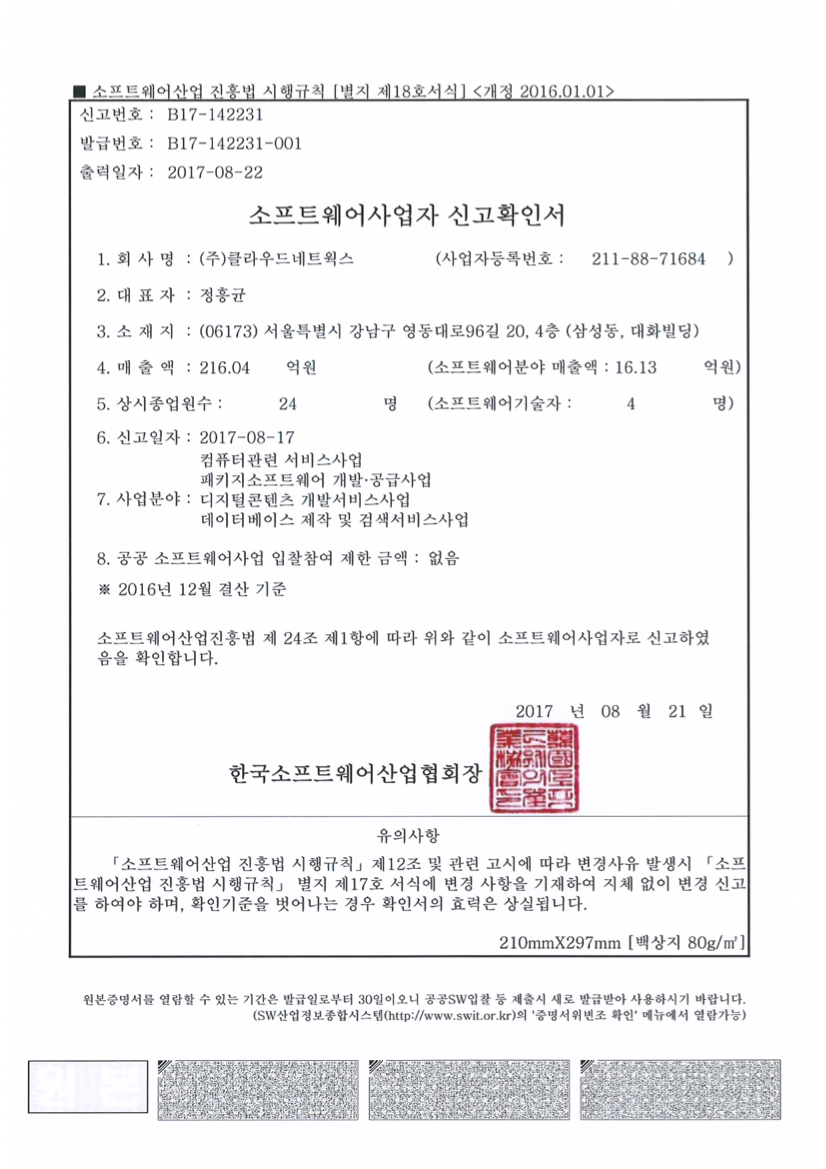 ■ 소프트웨어산업 진흥법 시행규칙 [별지 제18호서식] <개정 2016.01.01>
신고번호 : B17-142231
발급번호 : B17-142231-001
출력일자 : 2017-08-22
소프트웨어사업자 신고확인서
1. 회 사 명 : (주)클라우드네트웍스 (사업자등록번호 : 211-88-71684 )
2. 대 표 자 : 정흥균
3. 소 재 지 : (06173) 서울특별시 강남구 영동대로96길 20, 4층 (삼성동, 대화빌딩)
4. 매 출 액 : 216.04 억원 (소프트웨어분야 매출액 : 16.13 억원)
5. 상시종업원수 : 24 명 (소프트웨어기술자 : 4 명)
6. 신고일자 : 2017-08-17
컴퓨터관련 서비스사업
패키지소프트웨어 개발·공급사업
7. 사업분야 : 디지털콘텐츠 개발서비스사업
데이터베이스 제작 및 검색서비스사업
8. 공공 소프트웨어사업 입찰참여 제한 금액 : 없음
※ 2016년 12월 결산 기준
소프트웨어산업진흥법 제 24조 제1항에 따라 위와 같이 소프트웨어사업자로 신고하였
음을 확인합니다.
2017 년 08 월 21 일
한국소프트웨어산업협회장
유의사항
「소프트웨어산업 진흥법 시행규칙」제12조 및 관련 고시에 따라 변경사유 발생시 「소프
트웨어산업 진흥법 시행규칙」 별지 제17호 서식에 변경 사항을 기재하여 지체 없이 변경 신고
를 하여야 하며, 확인기준을 벗어나는 경우 확인서의 효력은 상실됩니다.
210mmX297mm [백상지 80g/㎡]
원본증명서를 열람할 수 있는 기간은 발급일로부터 30일이오니 공공SW입찰 등 제출시 새로 발급받아 사용하시기 바랍니다.
(SW산업정보종합시스템(http://www.swit.or.kr)의 '증명서위변조 확인' 메뉴에서 열람가능)